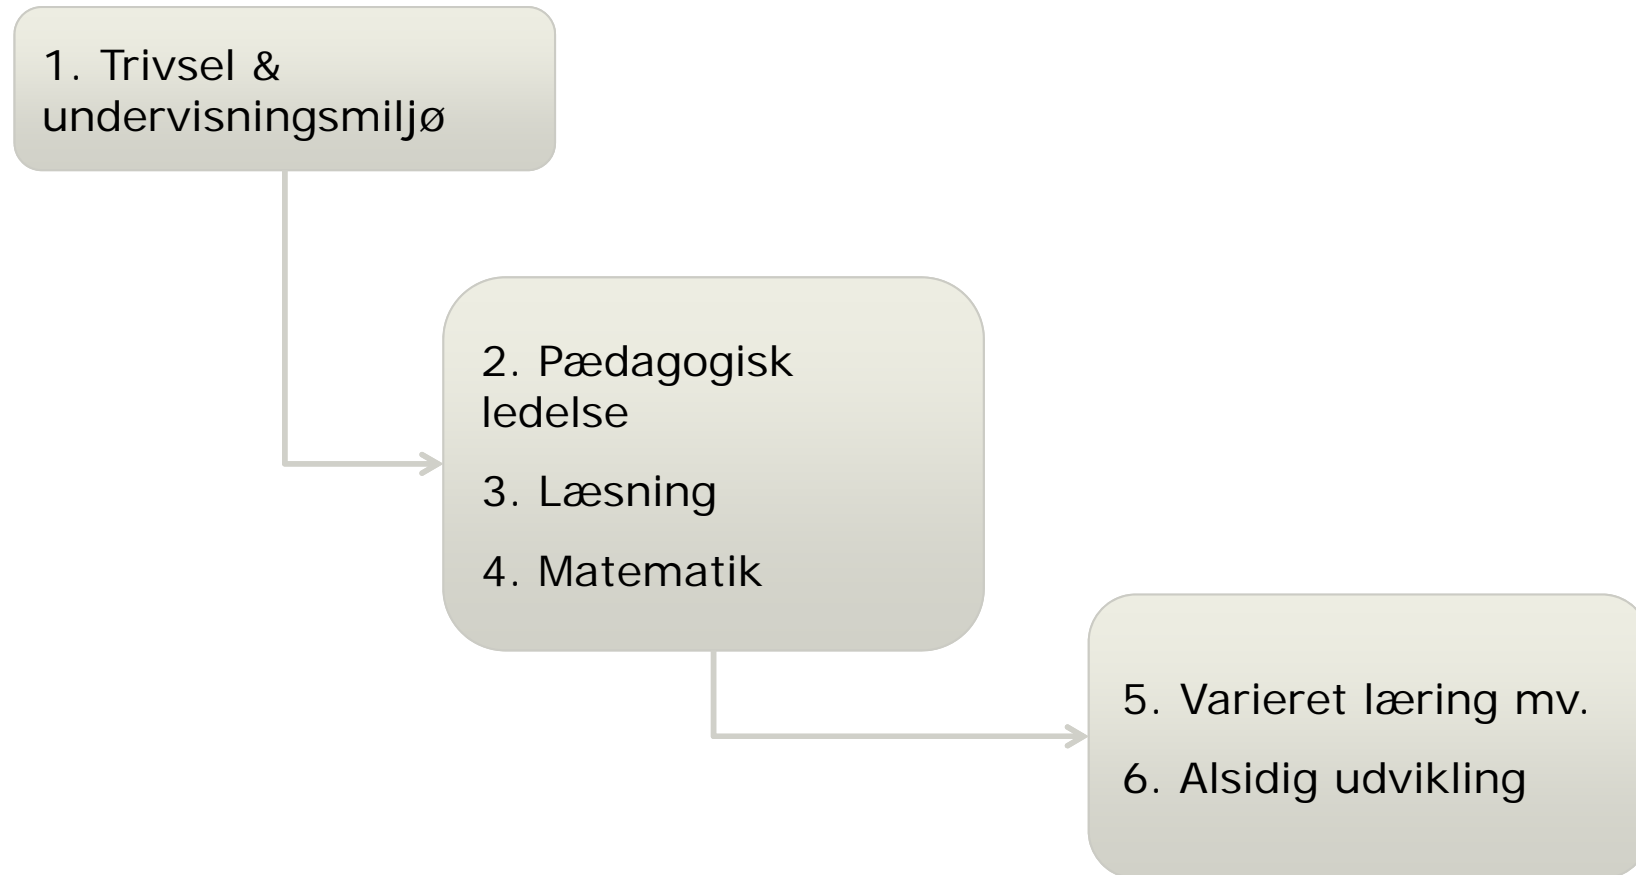 1. Trivsel &
undervisningsmiljø
2. Pædagogisk
ledelse
3. Læsning
4. Matematik
5. Varieret læring mv.
6. Alsidig udvikling